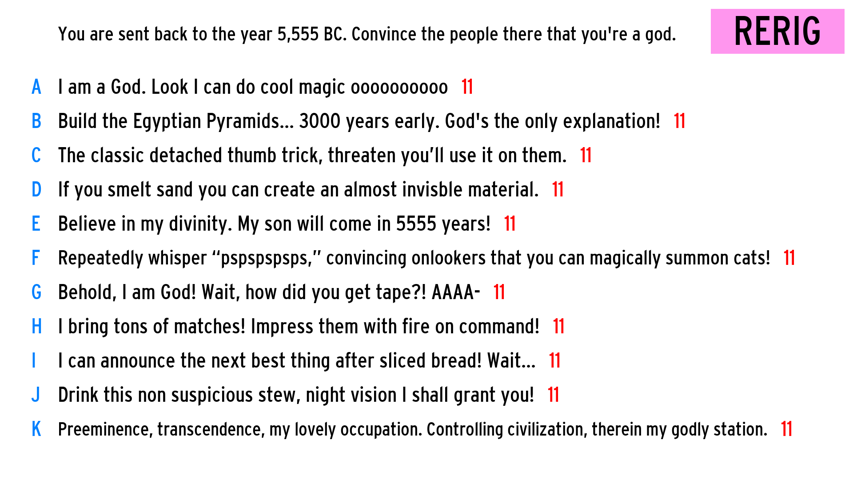 You are sent back to the year 5,555 BC. Convince the people there that you're a god.
RERIG
A I am a God. Look I can do cool magic oooooooooo 11
B Build the Egyptian Pyramids... 3000 years early. God's the only explanation! 11
C The classic detached thumb trick, threaten you’ll use it on them. 11
D If you smelt sand you can create an almost invisble material. 11
E Believe in my divinity. My son will come in 5555 years! 11
F Repeatedly whisper “pspspspsps,” convincing onlookers that you can magically summon cats! 11
G Behold, I am God! Wait, how did you get tape?! AAAA- 11
H I bring tons of matches! Impress them with fire on command! 11
I I can announce the next best thing after sliced bread! Wait... 11
J Drink this non suspicious stew, night vision I shall grant you! 11
K Preeminence, transcendence, my lovely occupation. Controlling civilization, therein my godly station. 11